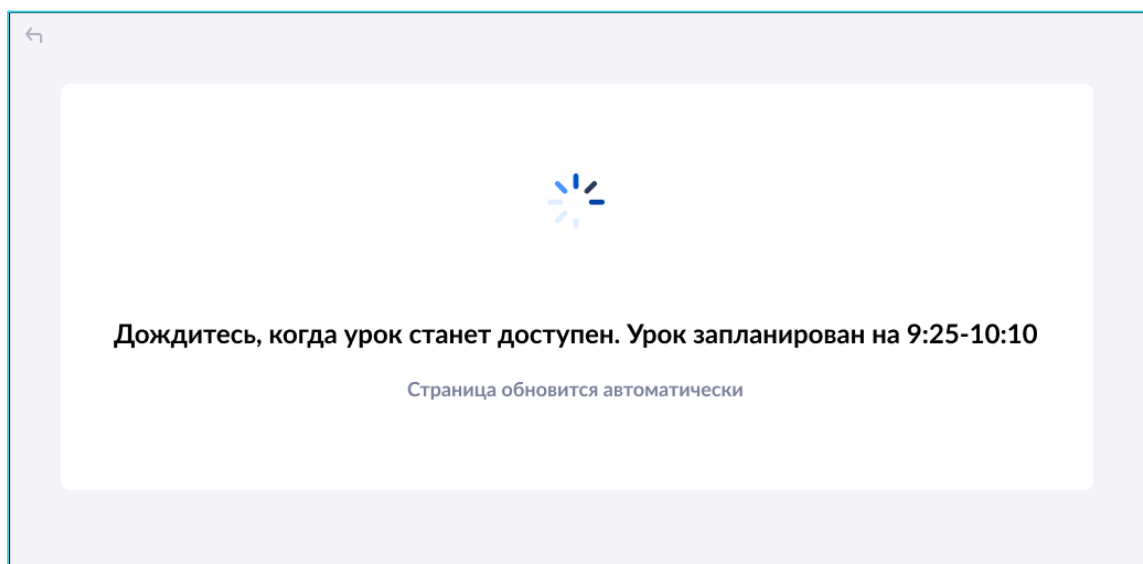 Дождитесь, когда урок станет доступен. Урок запланирован на 9:25-10:10
Страница обновится автоматически